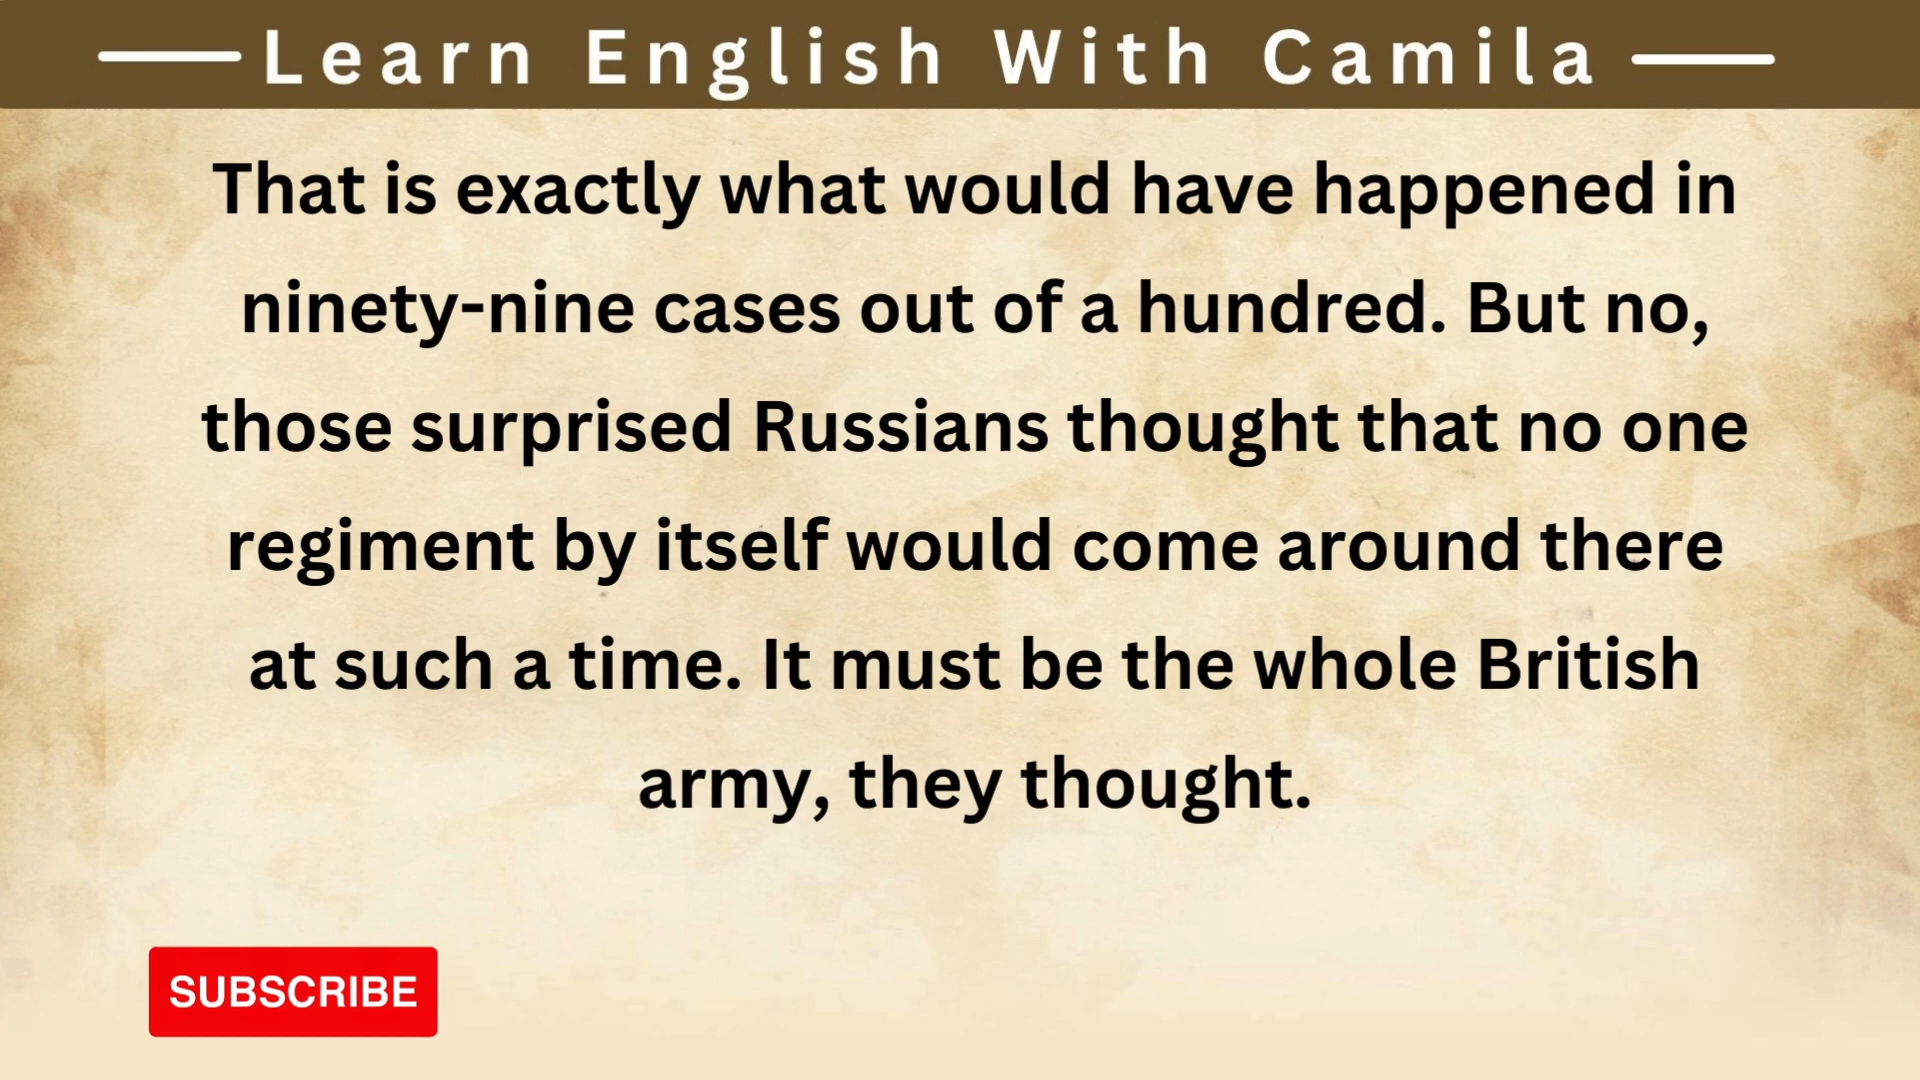 Learn English With Camila
That is exactly what would have happened in
ninety-nine cases out of a hundred. But no,
those surprised Russians thought that no one
regiment by itself would come around there
at such a time. It must be the whole British
army, they thought.
SUBSCRIBE